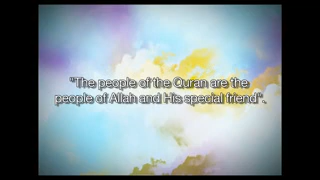 "The people of the Quran are the
people of Allah and His special friend".